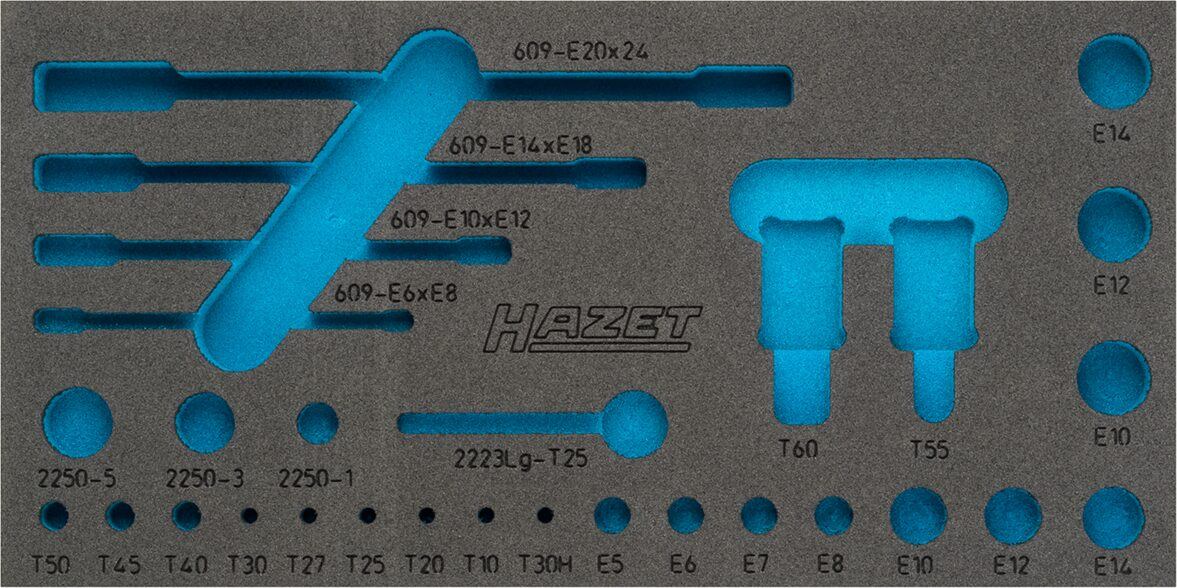 609-E20x24
E14
609-E14xE18
609-E10xE12
E12
609-E6xE8
HAZET
E10
T60 T55
2223Lg-T25
2250-5 2250-3 2250-1
T50 T45 T40 T30 T27 T25 T20 T10 T30H E5 E6 E7 E8 E10 E12 E14